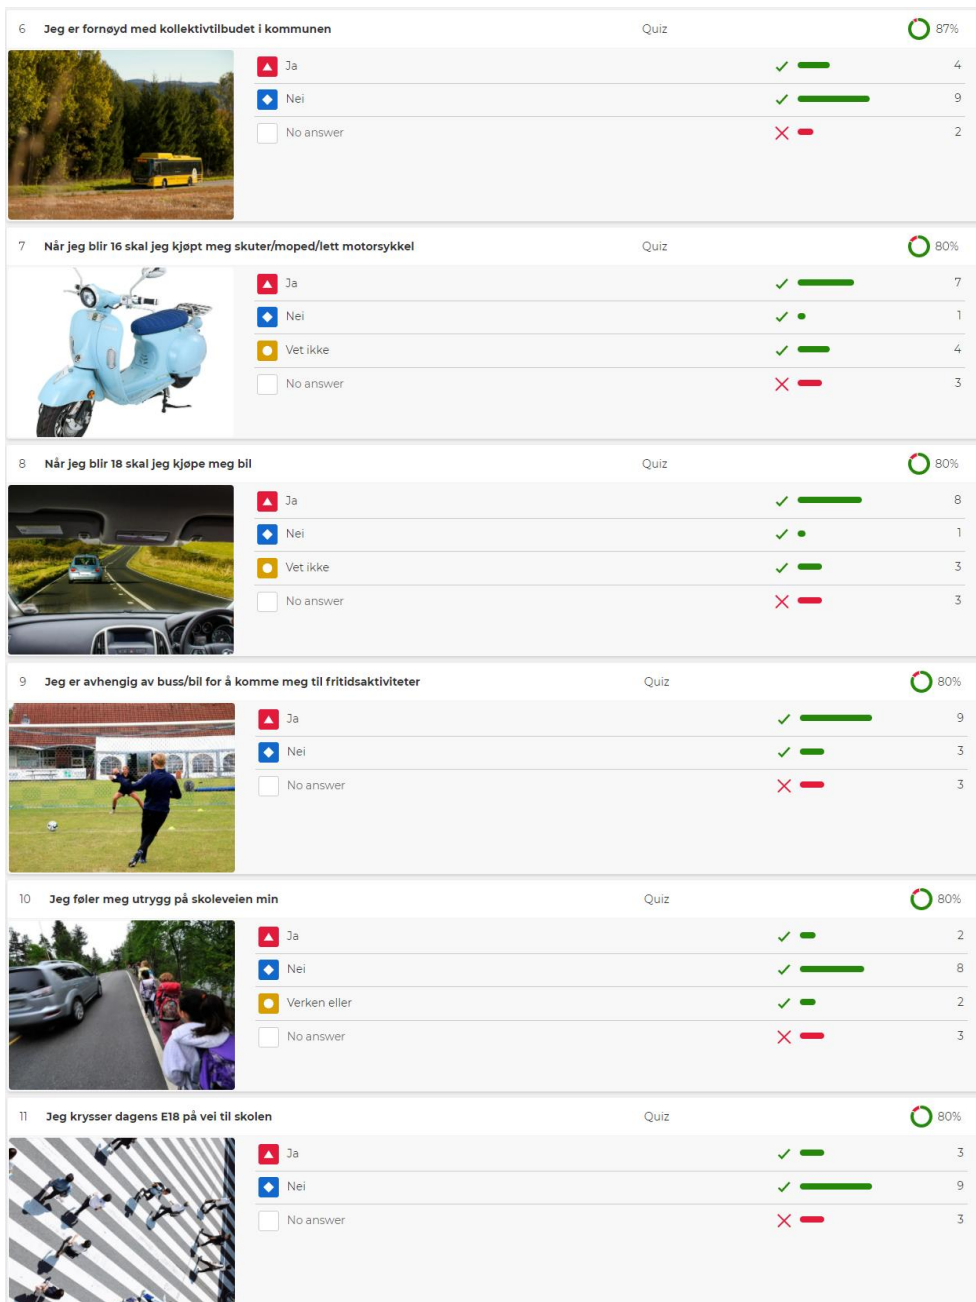 6 Jeg er fornøyd med kollektivtilbudet i kommunen Quiz 87%
Ja 4
Nei 9
No answer 2
7 Når jeg blir 16 skal jeg kjøpt meg skuter/moped/lett motorsykkel Quiz 80%
Ja 7
Nei 1
Vet ikke 4
No answer 3
8 Når jeg blir 18 skal jeg kjøpe meg bil Quiz 80%
Ja 8
Nei 1
Vet ikke 3
No answer 3
9 Jeg er avhengig av buss/bil for å komme meg til fritidsaktiviteter Quiz 80%
Ja 9
Nei 3
No answer 3
10 Jeg føler meg utrygg på skoleveien min Quiz 80%
Ja 2
Nei 8
Verken eller 2
No answer 3
11 Jeg krysser dagens E18 på vei til skolen Quiz 80%
Ja 3
Nei 9
No answer 3